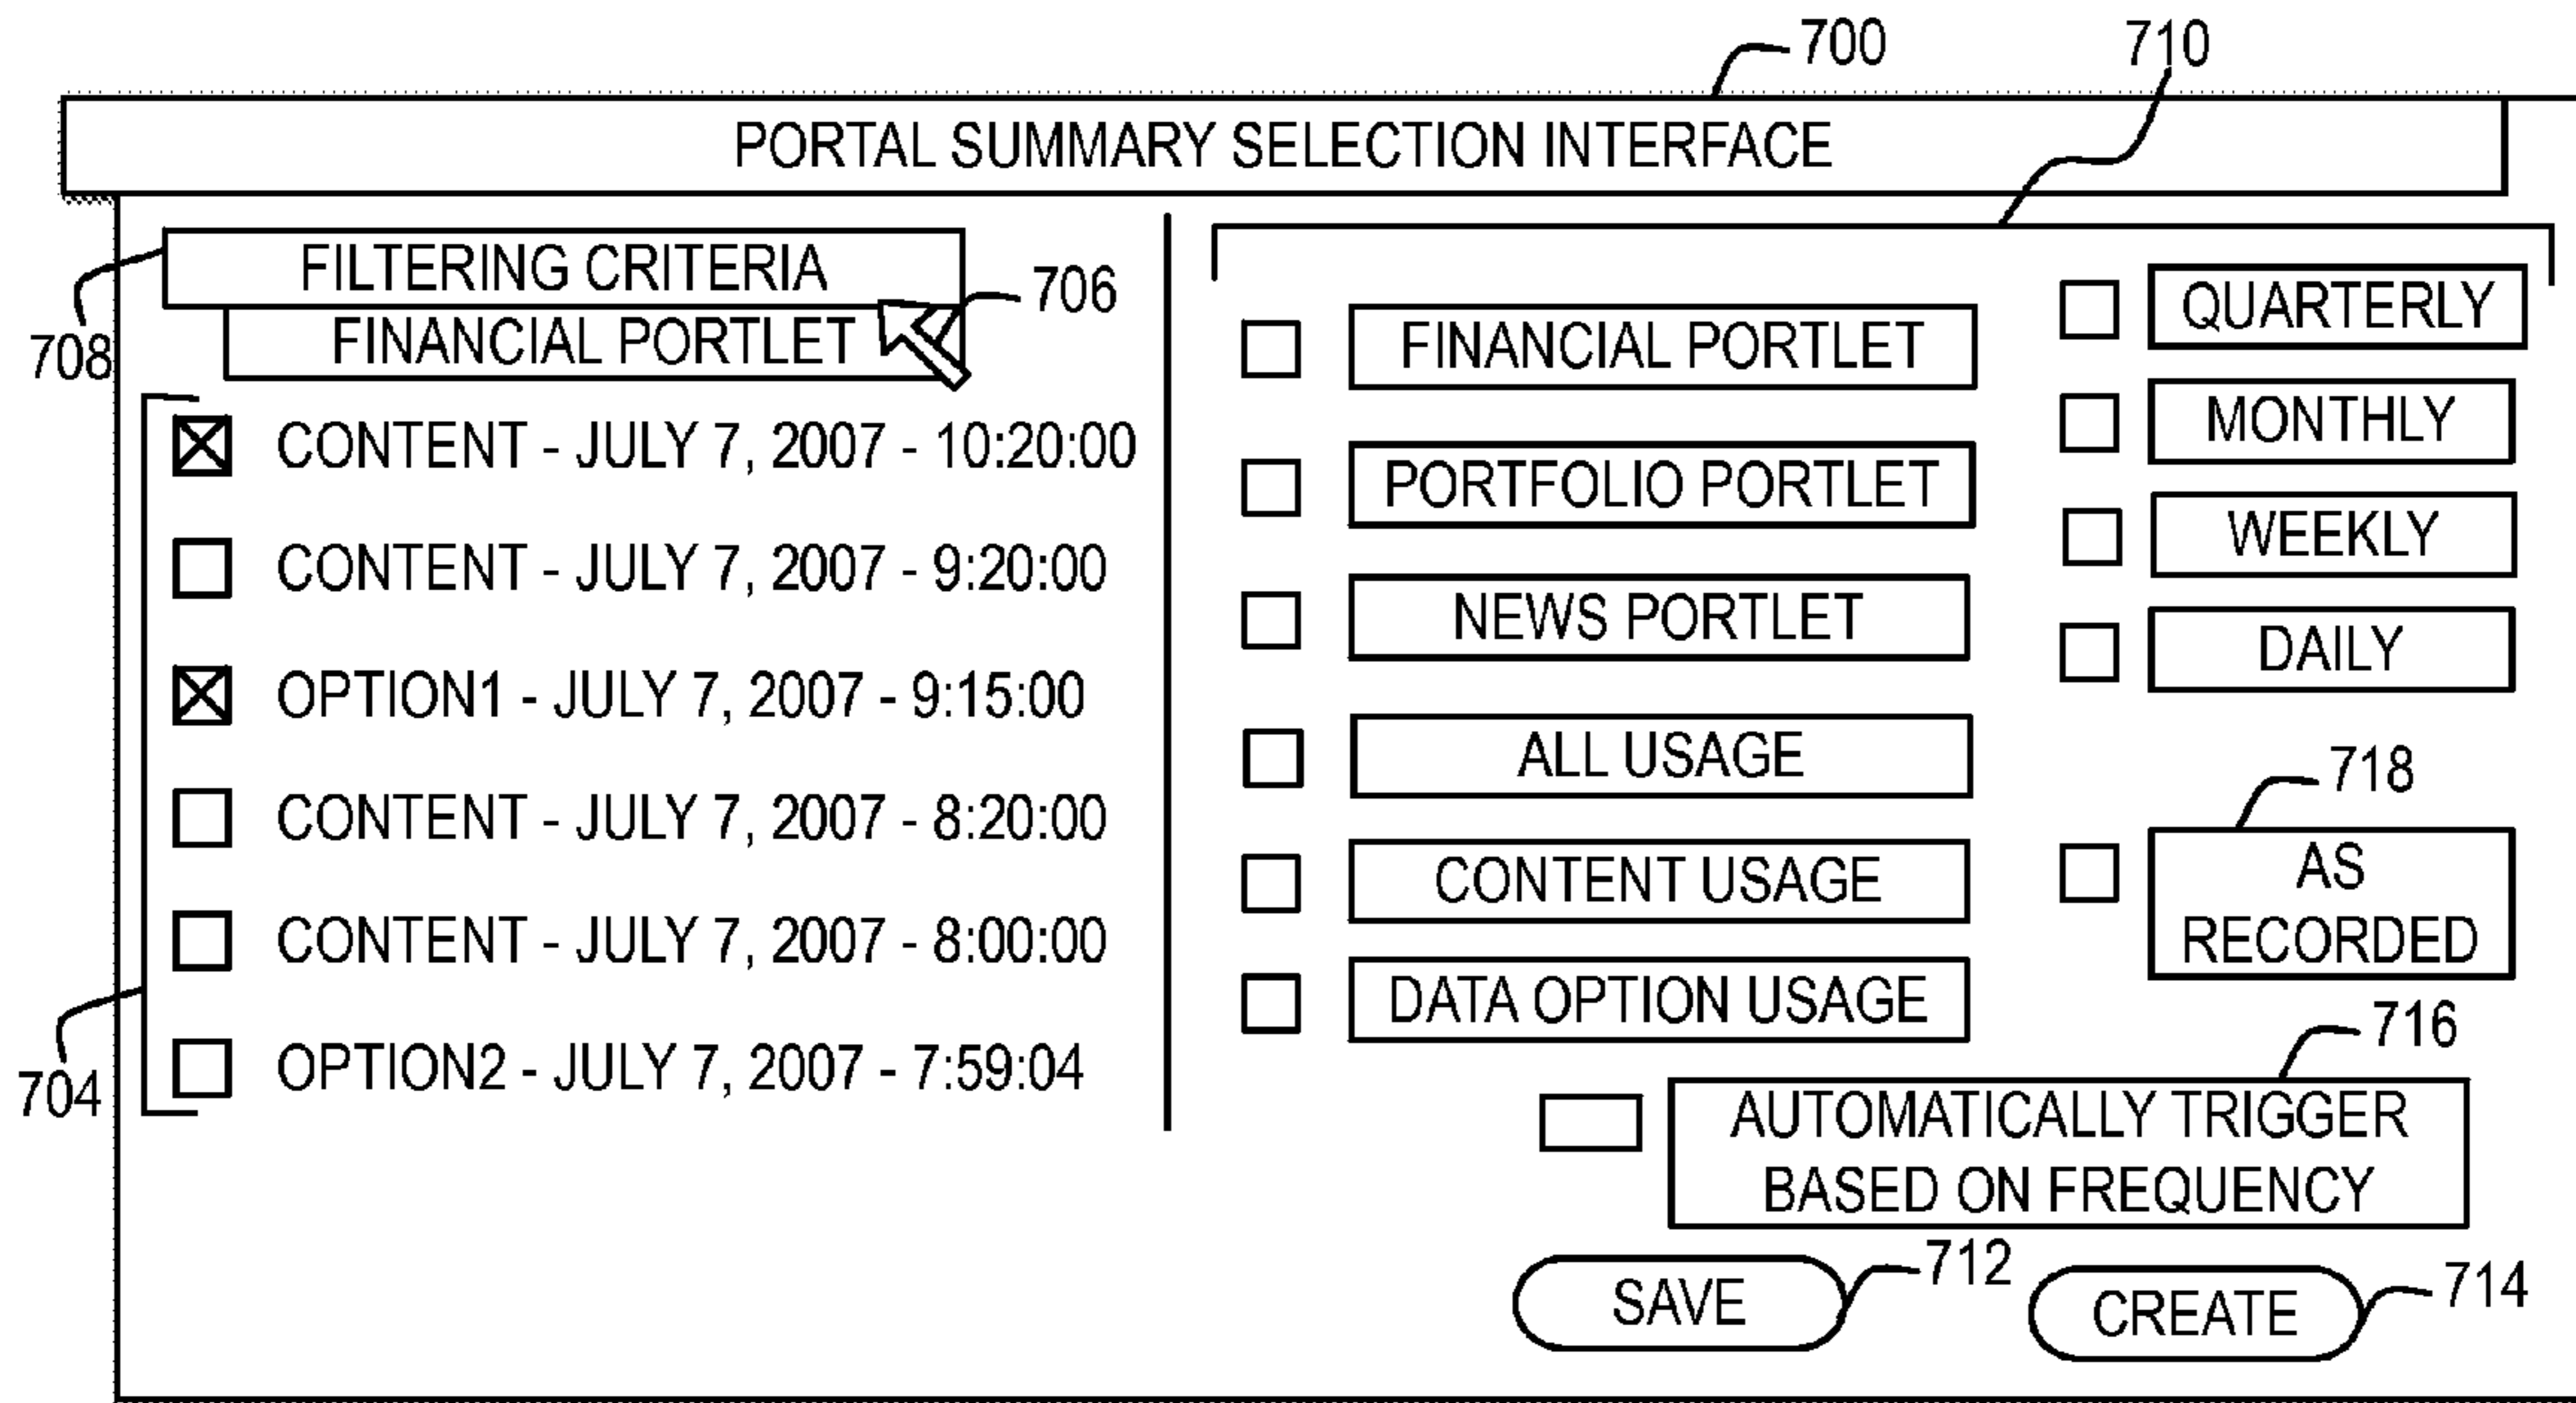 700
710
PORTAL SUMMARY SELECTION INTERFACE
FILTERING CRITERIA
706
FINANCIAL PORTLET
708
CONTENT - JULY 7, 2007 - 10:20:00
CONTENT - JULY 7, 2007 - 9:20:00
OPTION1 - JULY 7, 2007 - 9:15:00
CONTENT - JULY 7, 2007 - 8:20:00
CONTENT - JULY 7, 2007 - 8:00:00
OPTION2 - JULY 7, 2007 - 7:59:04
704
FINANCIAL PORTLET
PORTFOLIO PORTLET
NEWS PORTLET
ALL USAGE
CONTENT USAGE
DATA OPTION USAGE
QUARTERLY
MONTHLY
WEEKLY
DAILY
718
AS
RECORDED
716
AUTOMATICALLY TRIGGER
BASED ON FREQUENCY
SAVE
712
CREATE
714